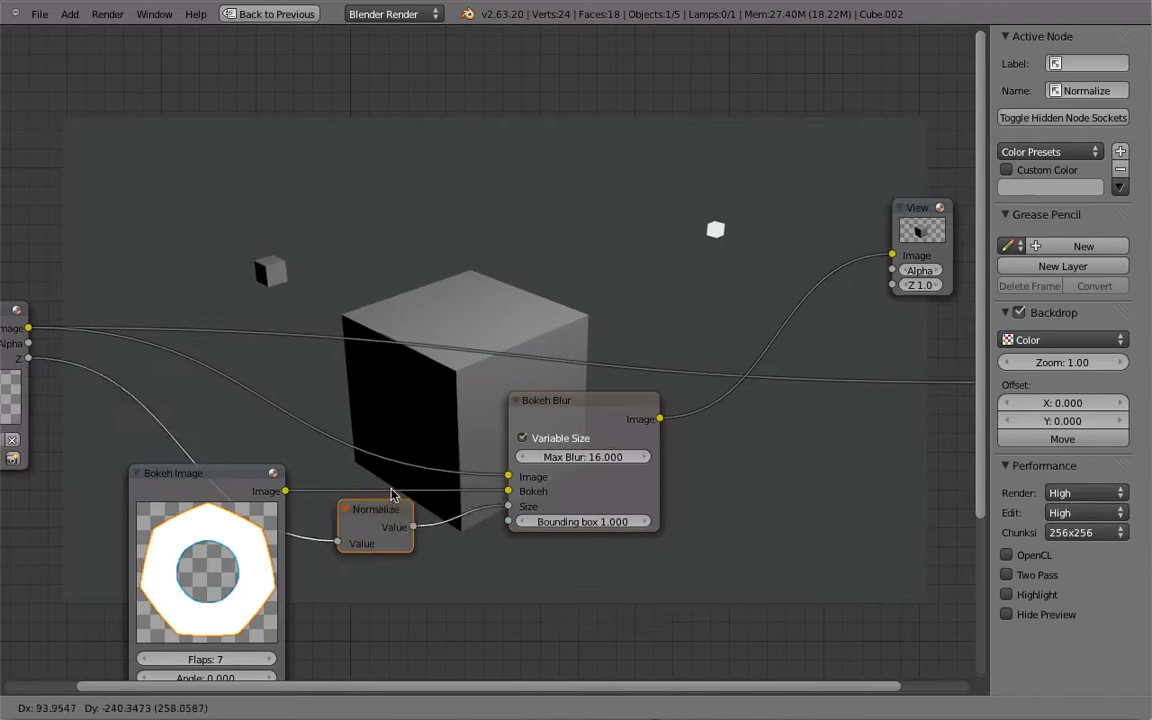 File Add Render Window Help Back to Previous Blender Render v2.63.20 | Verts:24 | Faces:18 | Objects:1/5 | Lamps:0/1 | Mem:27.40M (18.22M) | Cube.002
Active Node
Label:
Name: Normalize
Toggle Hidden Node Sockets
Color Presets
Custom Color
Grease Pencil
New
New Layer
Delete Frame Convert
Backdrop
Color
Zoom: 1.00
Offset:
X: 0.000
Y: 0.000
Move
Performance
Render: High
Edit: High
Chunksi 256x256
OpenCL
Two Pass
Highlight
Hide Preview
View
Image
Alpha
Z 1.0
mage
Alpha
Z
Bokeh Blur
Image
Variable Size
Max Blur: 16.000
Image
Bokeh
Size
Bounding box 1.000
Bokeh Image
Image
Flaps: 7
Angle: 0.000
Normalize
Value
Value
Dx: 93.9547 Dy: -240.3473 (258.0587)